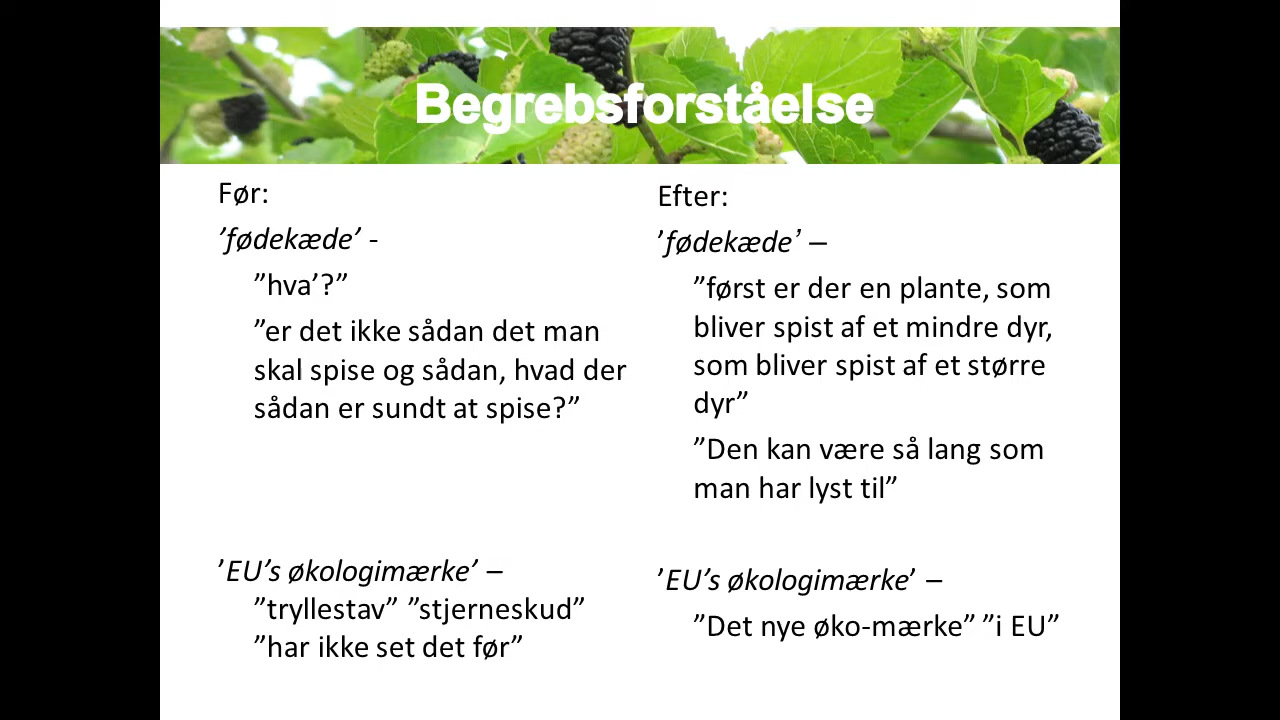 Begrebsforståelse
Før:
’fødekæde’ -
”hva’?”
”er det ikke sådan det man
skal spise og sådan, hvad der
sådan er sundt at spise?”
’EU’s økologimærke’ –
”tryllestav” ”stjerneskud”
”har ikke set det før”
Efter:
’fødekæde’ –
”først er der en plante, som
bliver spist af et mindre dyr,
som bliver spist af et større
dyr”
”Den kan være så lang som
man har lyst til”
’EU’s økologimærke’ –
”Det nye øko-mærke” ”i EU”